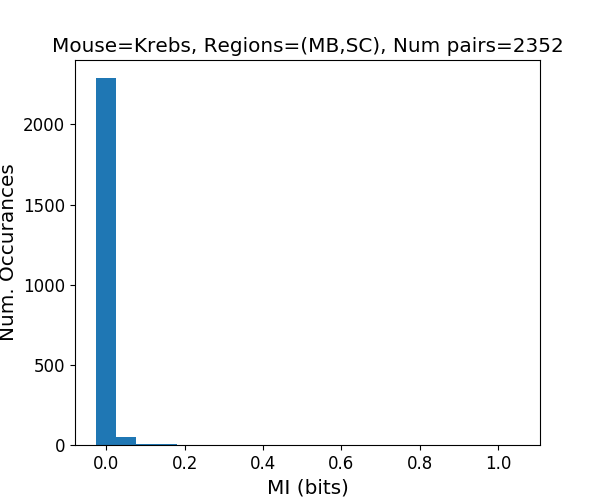 Mouse=Krebs, Regions=(MB,SC), Num pairs=2352
Num. Occurances
2000
1500
1000
500
0
0.0 0.2 0.4 0.6 0.8 1.0
MI (bits)